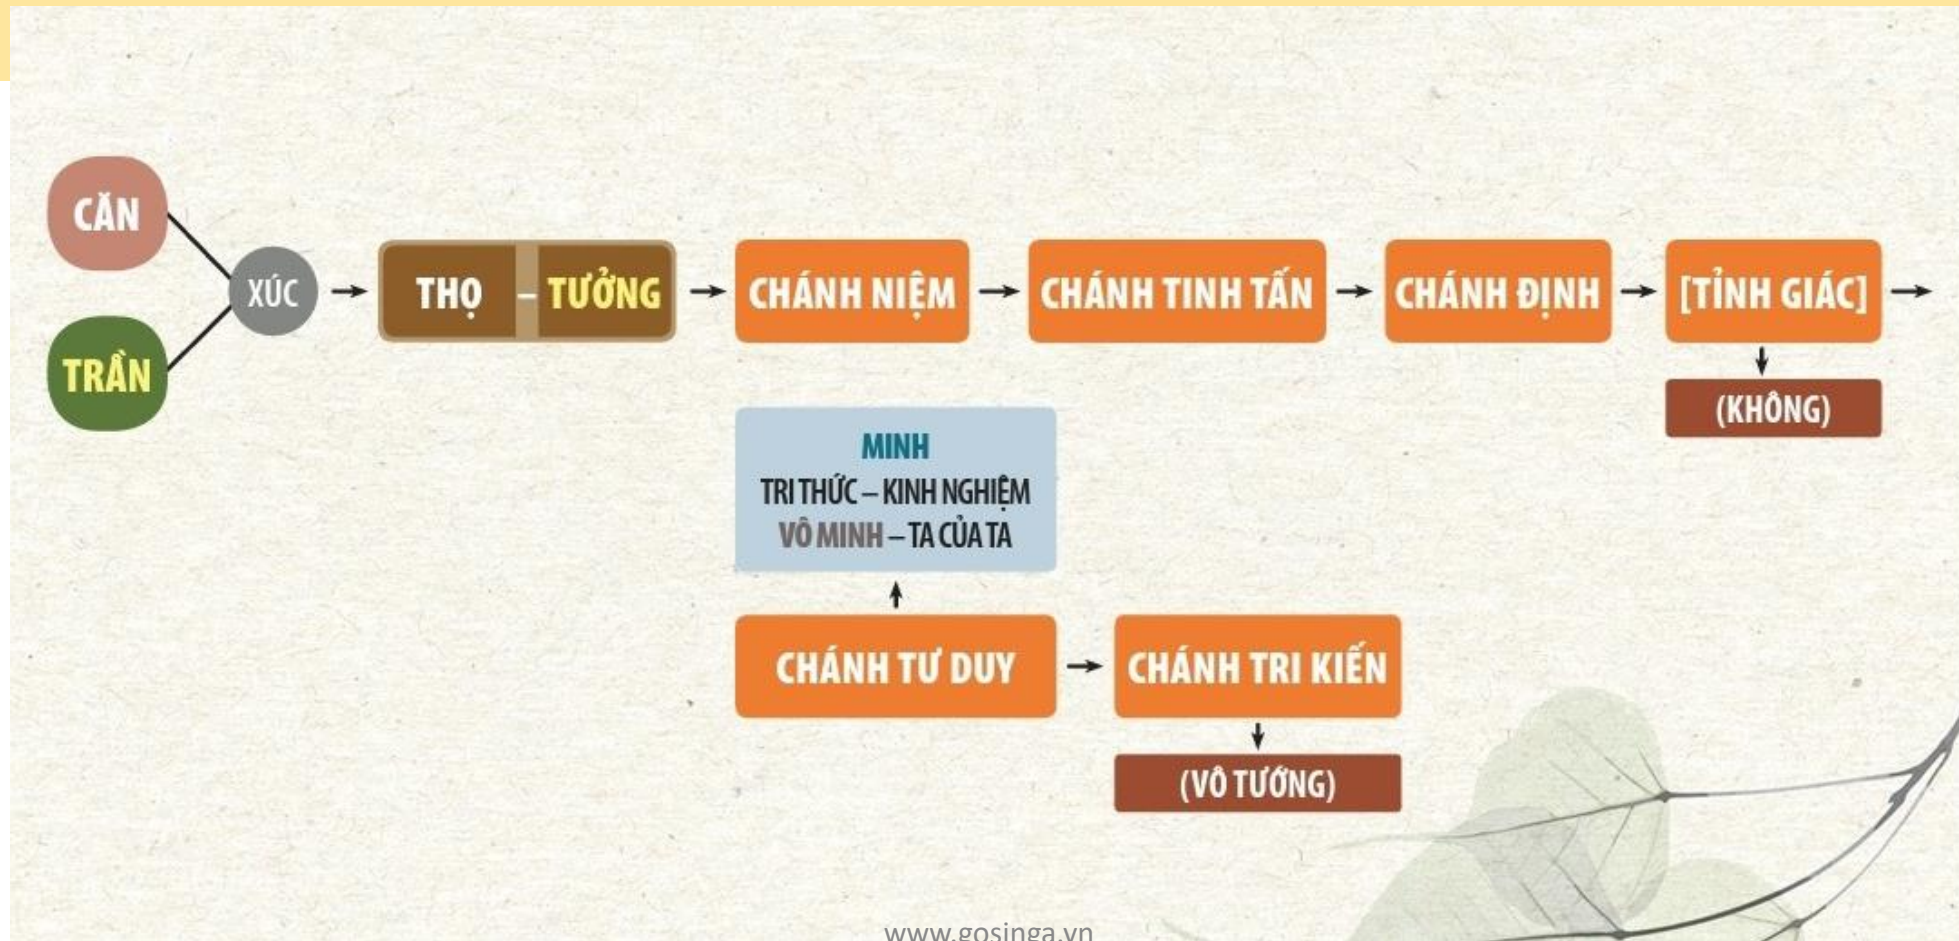 CĂN
TRẦN
XÚC
THỌ – TƯỞNG
CHÁNH NIỆM
CHÁNH TINH TẤN
CHÁNH ĐỊNH
[TỈNH GIÁC]
(KHÔNG)
MINH
TRI THỨC – KINH NGHIỆM
VÔ MINH – TA CỦA TA
CHÁNH TƯ DUY
CHÁNH TRI KIẾN
(VÔ TƯỚNG)
www.gosinga.vn